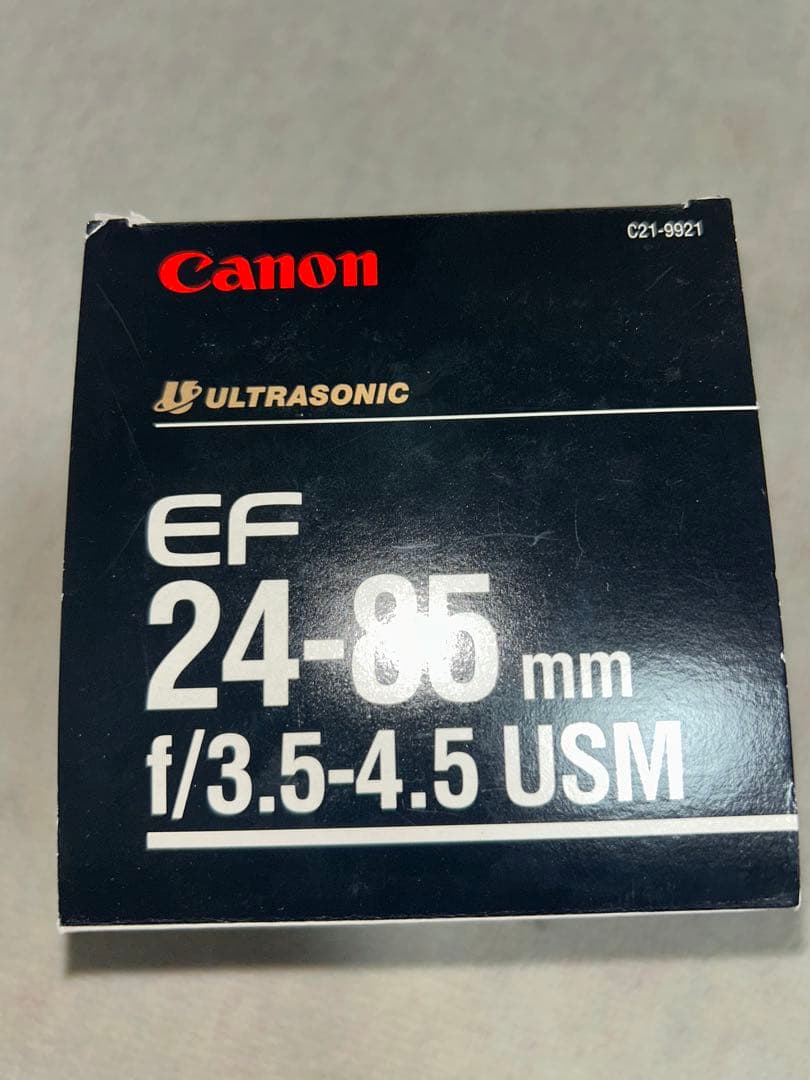 C21-9921
Canon
ULTRASONIC
EF
24-85 mm
f/3.5-4.5 USM